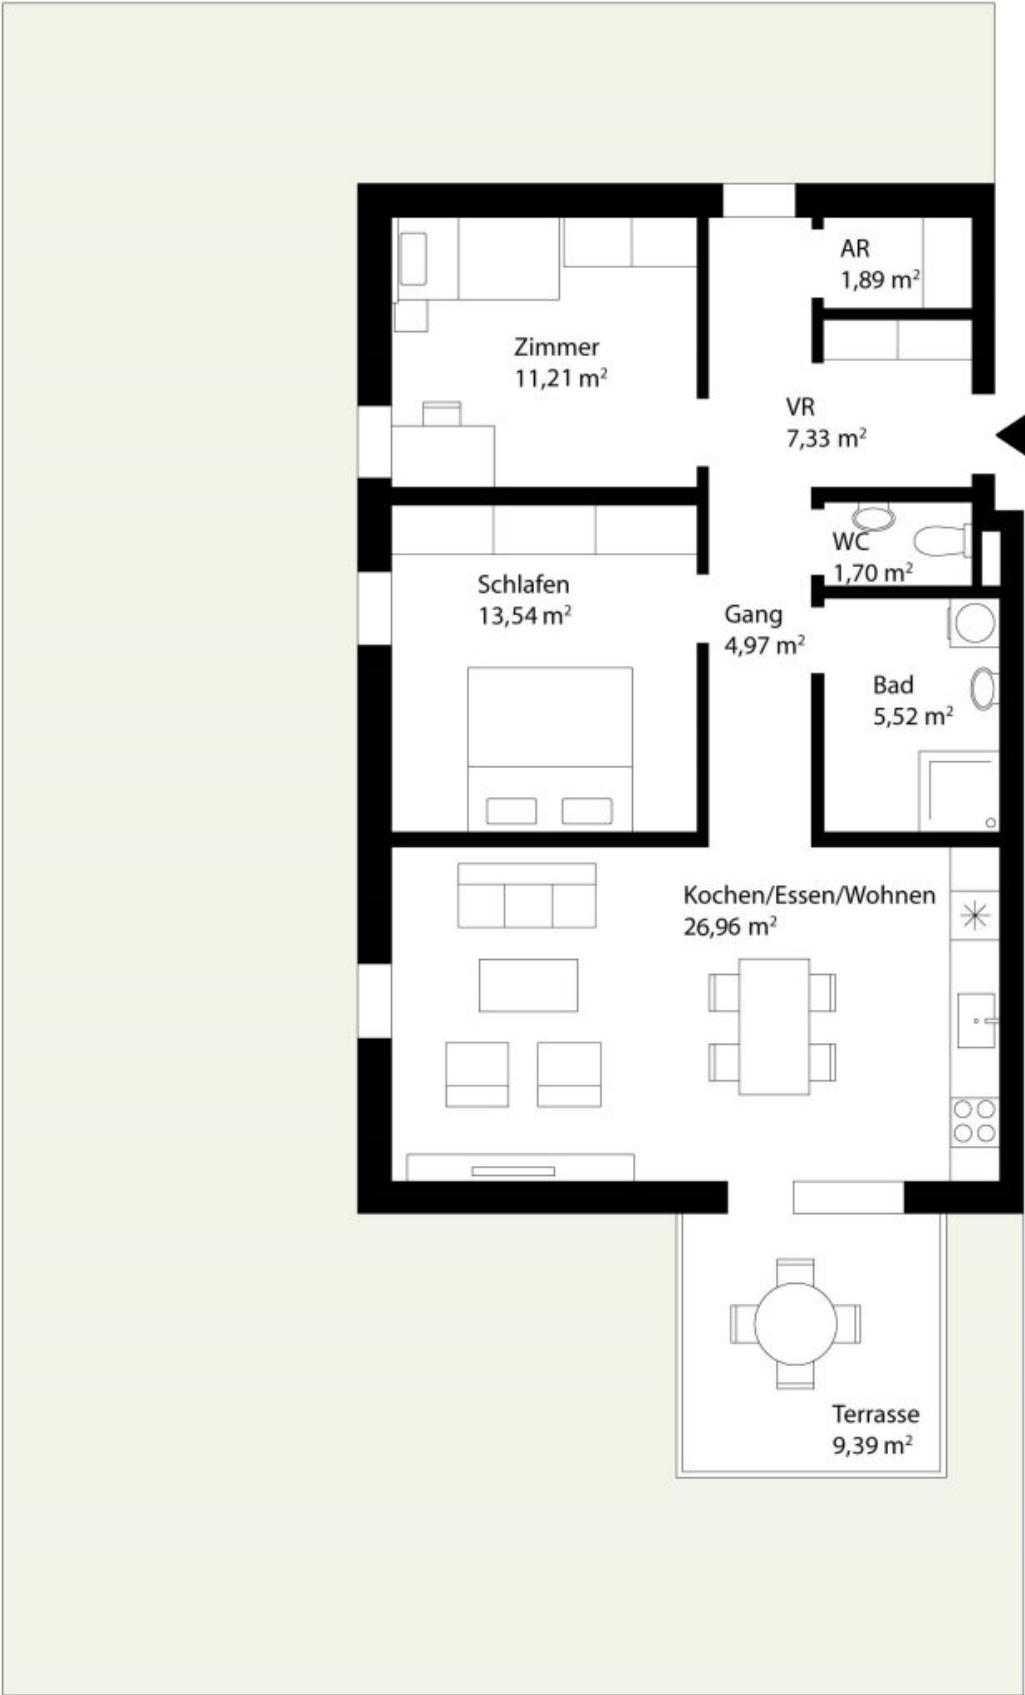 AR
1,89 m²
Zimmer
11,21 m²
VR
7,33 m²
WC
1,70 m²
Schlafen
13,54 m²
Gang
4,97 m²
Bad
5,52 m²
Kochen/Essen/Wohnen
26,96 m²
Terrasse
9,39 m²